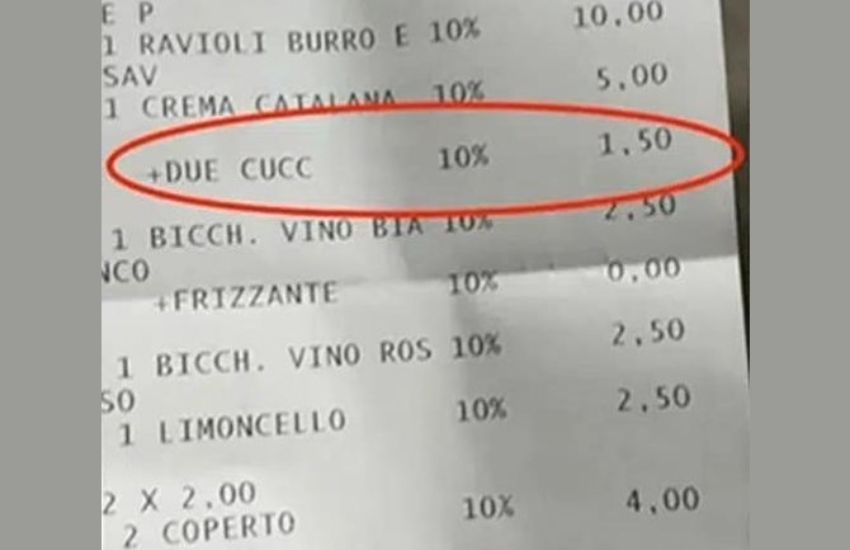 E P 10,00
1 RAVIOLI BURRO E 10%
SAV 5,00
1 CREMA CATALANA 10%
+DUE CUCC 10% 1,50
1 BICCH. VINO BIA 10% 2,50
NCO
+FRIZZANTE 10% 0,00
1 BICCH. VINO ROS 10% 2,50
SO
1 LIMONCELLO 10% 2,50
2 X 2,00
2 COPERTO 10% 4,00